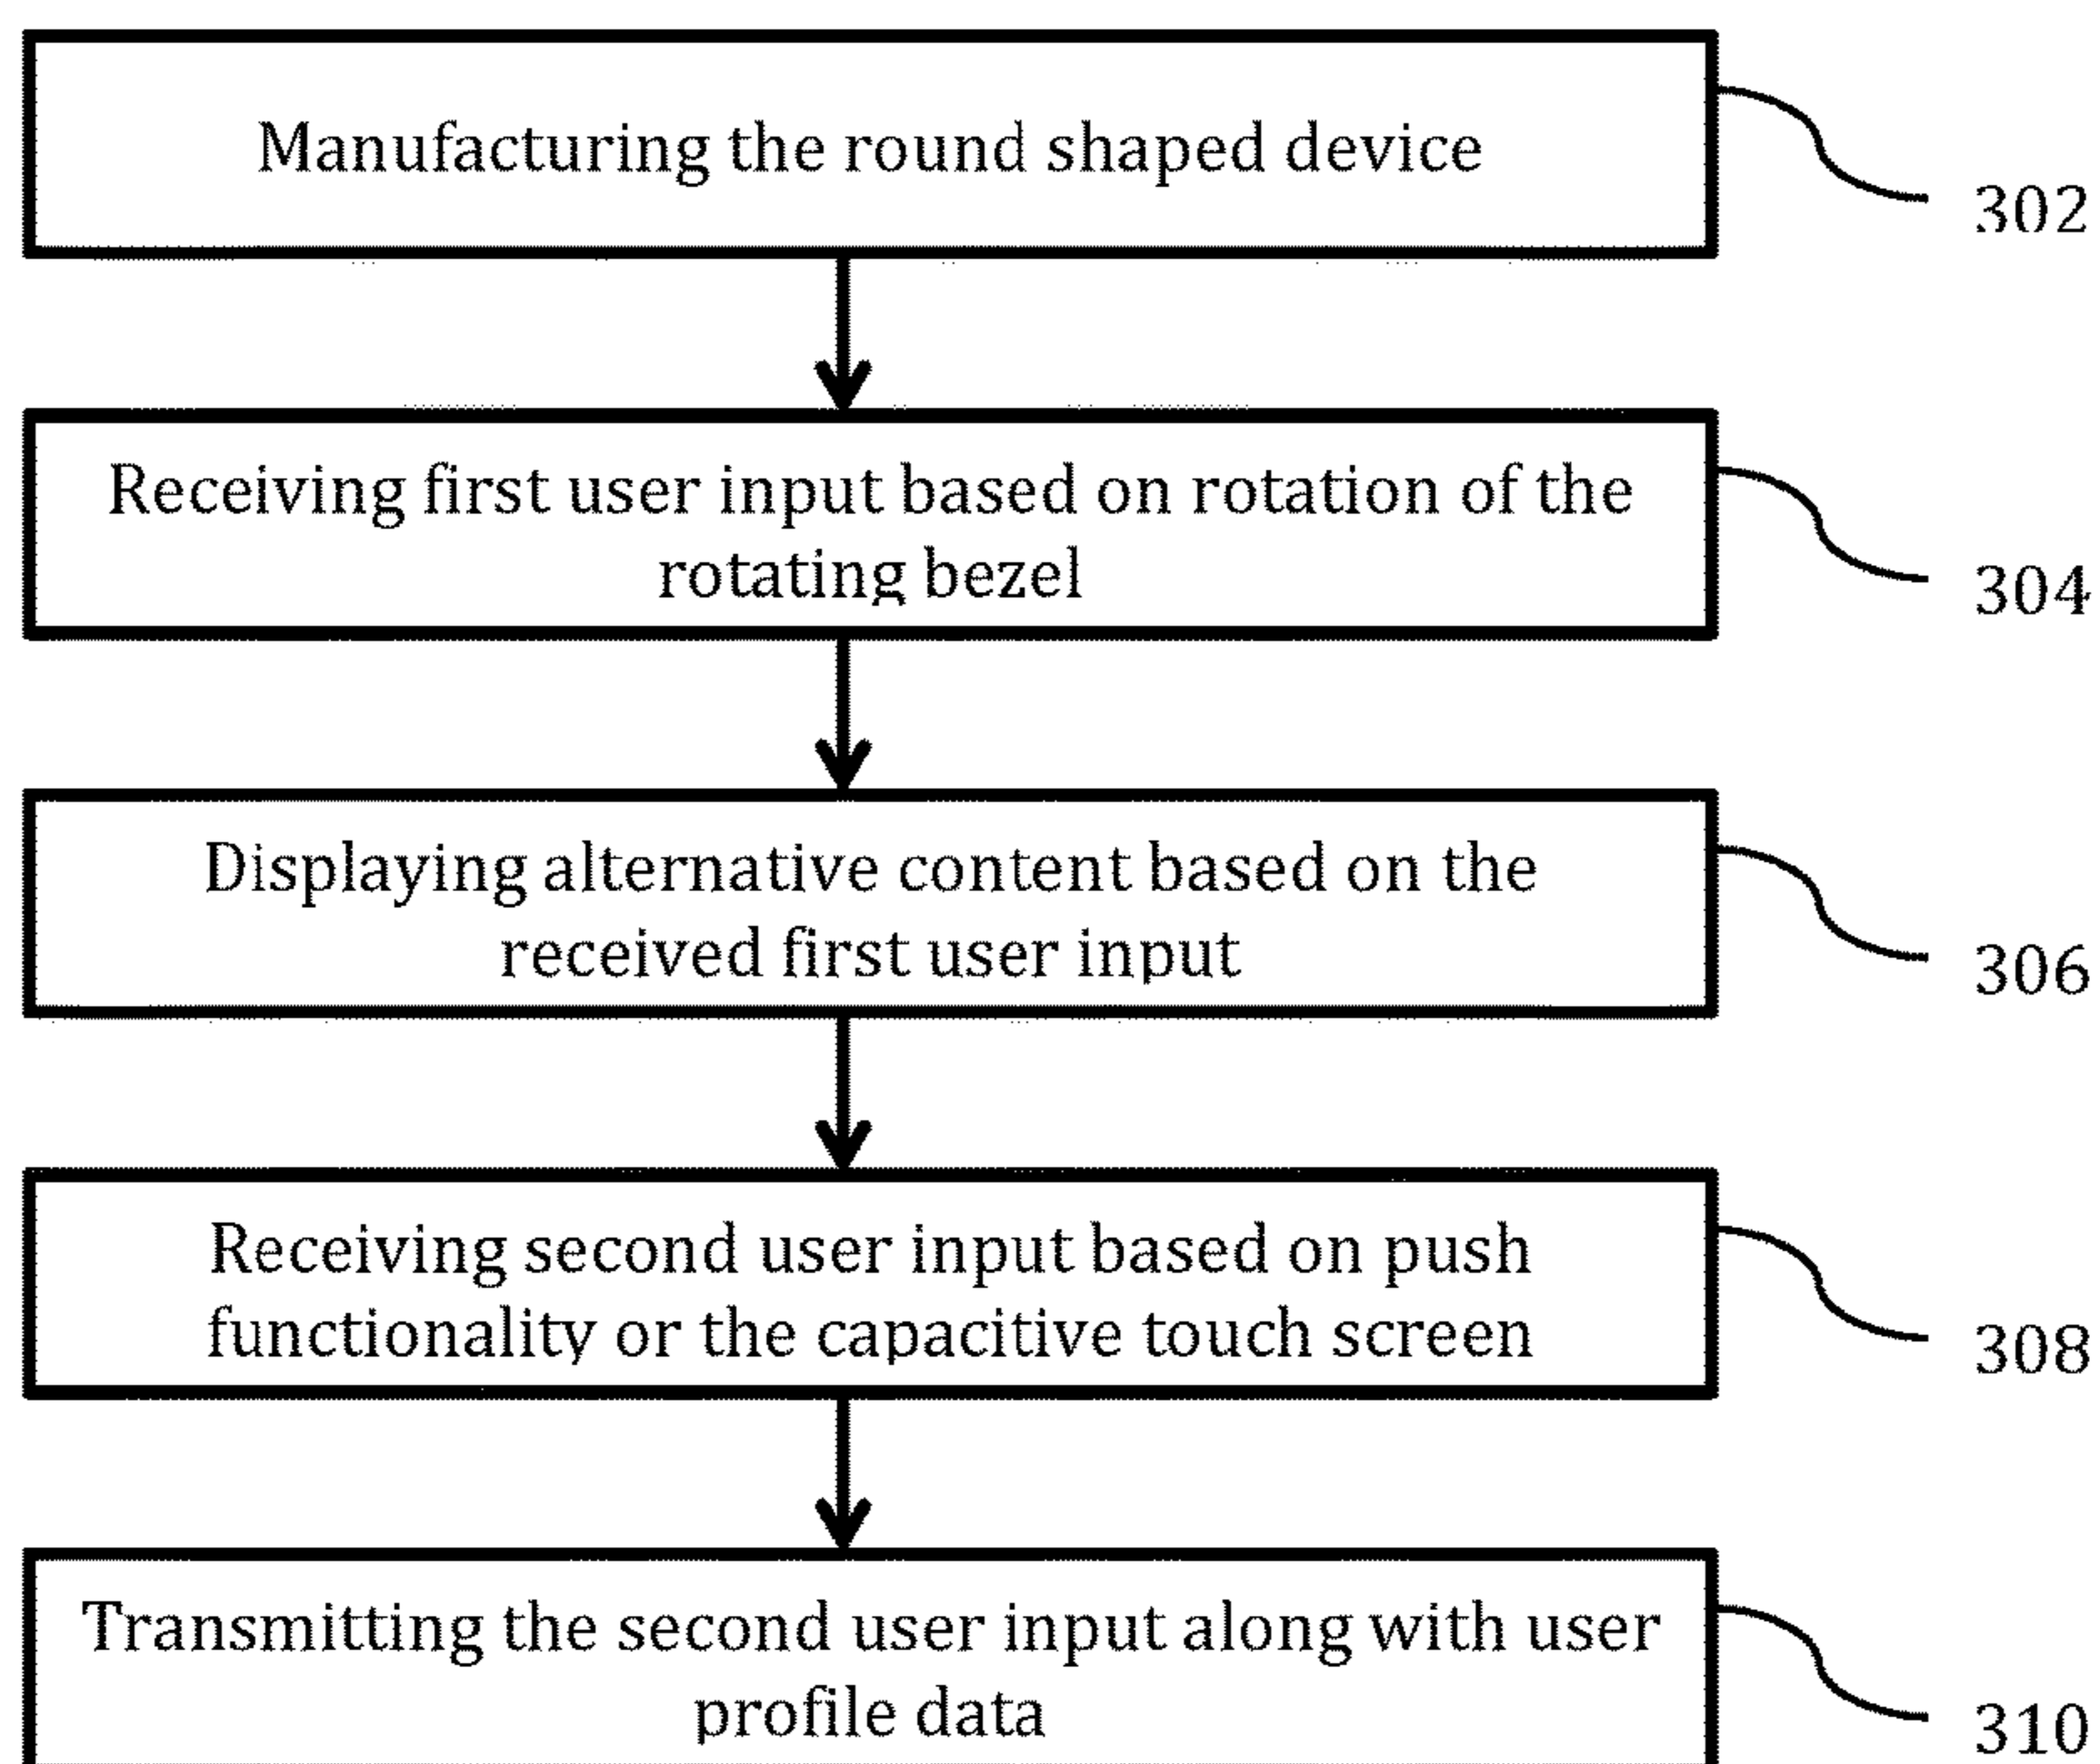 Manufacturing the round shaped device
302
Receiving first user input based on rotation of the
rotating bezel
304
Displaying alternative content based on the
received first user input
306
Receiving second user input based on push
functionality or the capacitive touch screen
308
Transmitting the second user input along with user
profile data
310